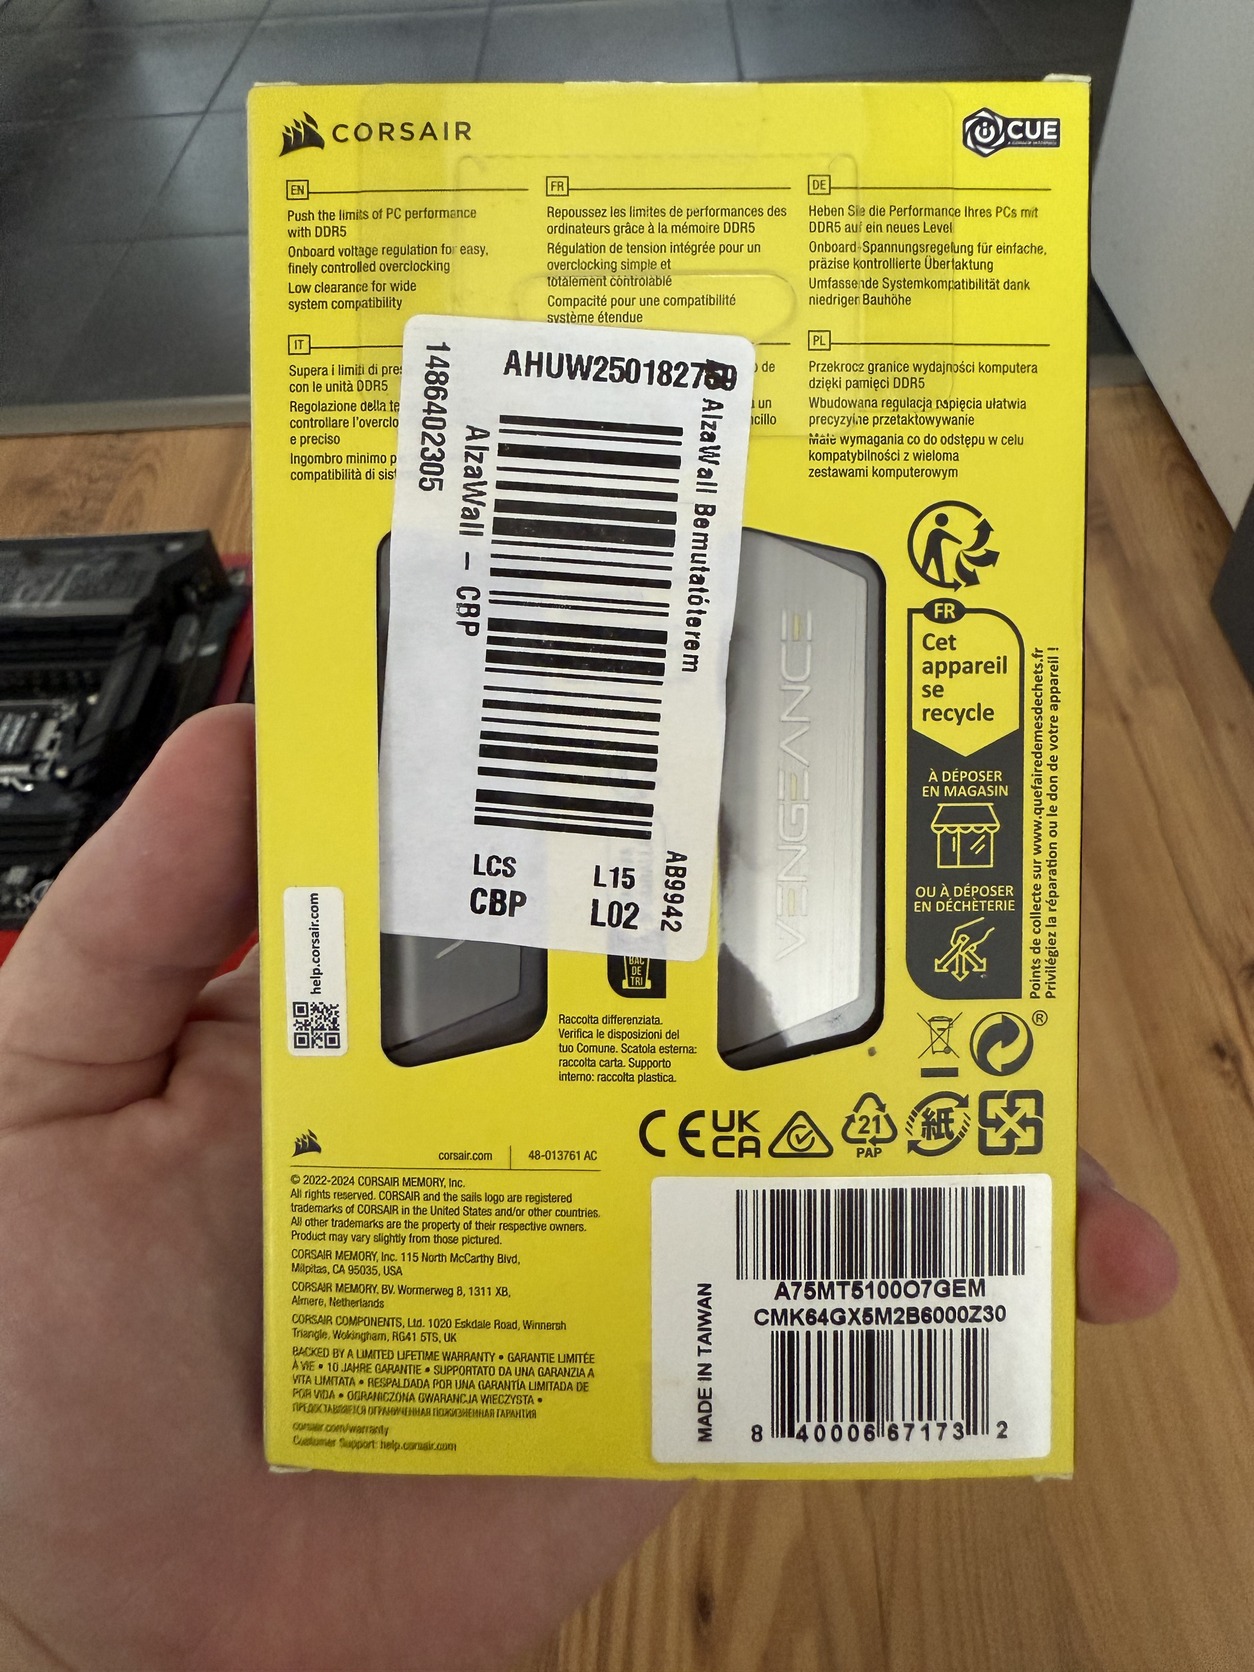 CORSAIR
iCUE
EN
Push the limits of PC performance
with DDR5
Onboard voltage regulation for easy,
finely controlled overclocking
Low clearance for wide
system compatibility
FR
Repoussez les limites de performances des
ordinateurs grâce à la mémoire DDR5
Régulation de tension intégrée pour un
overclocking simple et
totalement contrôlable
Compacité pour une compatibilité
système étendue
DE
Heben Sie die Performance Ihres PCs mit
DDR5 auf ein neues Level
Onboard-Spannungsregelung für einfache,
präzise kontrollierte Übertaktung
Umfassende Systemkompatibilität dank
niedriger Bauhöhe
IT
Supera i limiti di
con le unità DDR5
Regolazione della
controllare
e preciso
Ingombro minimo
compatibilità di
de
un
PL
Przekrocz granice wydajności komputera
dzięki pamięci DDR5
Wbudowana regulacja napięcia ułatwia
precyzyjne przetaktowywanie
Małe wymagania co do odstępu w celu
kompatybilności z wieloma
zestawami komputerowym
AHUW250182759
1486402305
AlzaWall - CBP
AlzaWall Bemutatóterem
LCS L15
CBP L02
AB9942
VENGEANCE
FR
Cet
appareil
se
recycle
À DÉPOSER
EN MAGASIN
OU À DÉPOSER
EN DÉCHÈTERIE
Points de collecte sur www.quefairedemesdechets.fr
Privilégiez la réparation ou le don de votre appareil !
help.corsair.com
BAC
DE
TRI
Raccolta differenziata.
Verifica le disposizioni del
tuo Comune. Scatola esterna:
raccolta carta. Supporto
interno: raccolta plastica.
®
CE UK
CA
21
PAP
紙
corsair.com 48-013761 AC
© 2022-2024 CORSAIR MEMORY, Inc.
All rights reserved. CORSAIR and the sails logo are registered
trademarks of CORSAIR in the United States and/or other countries.
All other trademarks are the property of their respective owners.
Product may vary slightly from those pictured.
CORSAIR MEMORY, Inc. 115 North McCarthy Blvd,
Milpitas, CA 95035, USA
CORSAIR MEMORY, BV. Wormerweg 8, 1311 XB,
Almere, Netherlands
CORSAIR COMPONENTS, Ltd. 1020 Eskdale Road, Winnersh
Triangle, Wokingham, RG41 5TS, UK
BACKED BY A LIMITED LIFETIME WARRANTY • GARANTIE LIMITÉE
À VIE • 10 JAHRE GARANTIE • SUPPORTATO DA UNA GARANZIA A
VITA LIMITATA • RESPALDADA POR UNA GARANTÍA LIMITADA DE
POR VIDA • OGRANICZONA GWARANCJA WIECZYSTA •
ПРЕДОСТАВЛЯЕТСЯ ОГРАНИЧЕННАЯ ПОЖИЗНЕННАЯ ГАРАНТИЯ
corsair.com/warranty
Customer Support: help.corsair.com
MADE IN TAIWAN
A75MT5100O7GEM
CMK64GX5M2B6000Z30
8 40006 67173 2